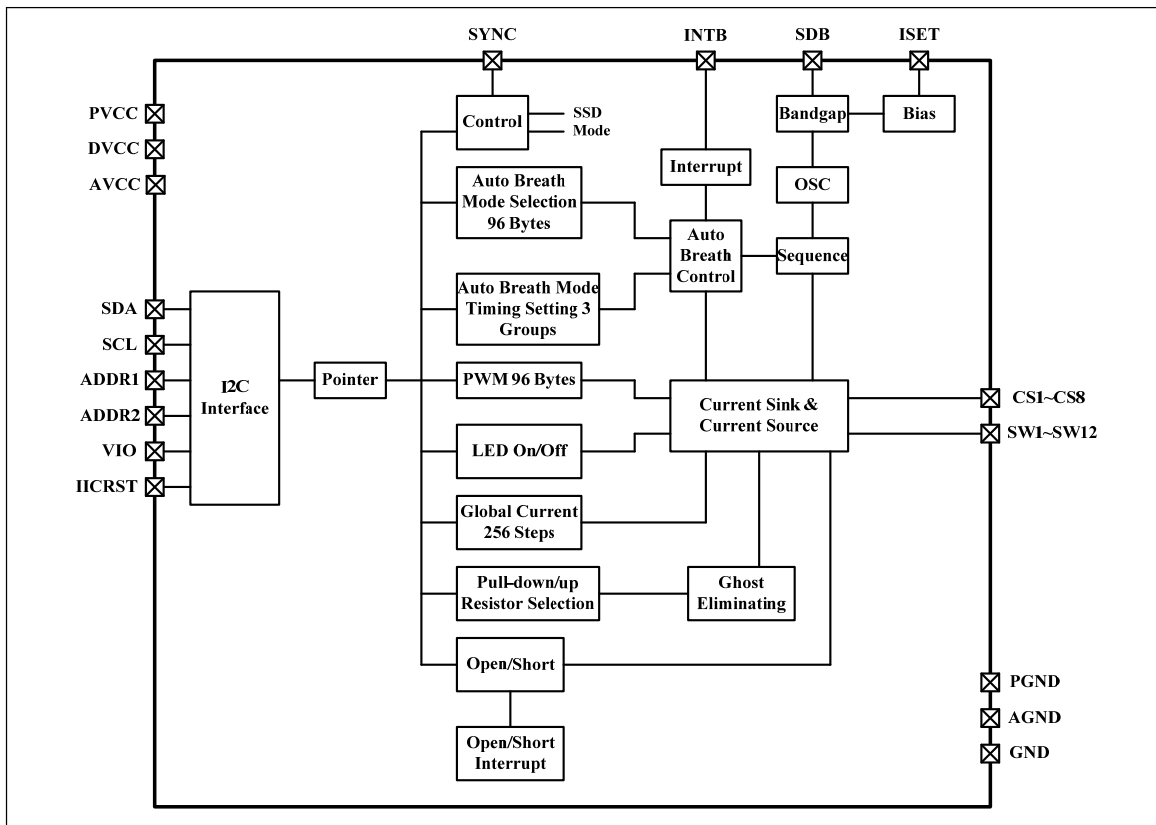 SYNC
INTB
SDB
ISET
PVCC
DVCC
AVCC
Control
SSD
Mode
Bandgap
Bias
Interrupt
OSC
Auto Breath
Mode Selection
96 Bytes
Auto
Breath
Control
Sequence
Auto Breath Mode
Timing Setting 3
Groups
SDA
SCL
ADDR1
ADDR2
VIO
IICRST
I2C
Interface
Pointer
PWM 96 Bytes
Current Sink &
Current Source
CS1~CS8
SW1~SW12
LED On/Off
Global Current
256 Steps
Pull-down/up
Resistor Selection
Ghost
Eliminating
Open/Short
Open/Short
Interrupt
PGND
AGND
GND